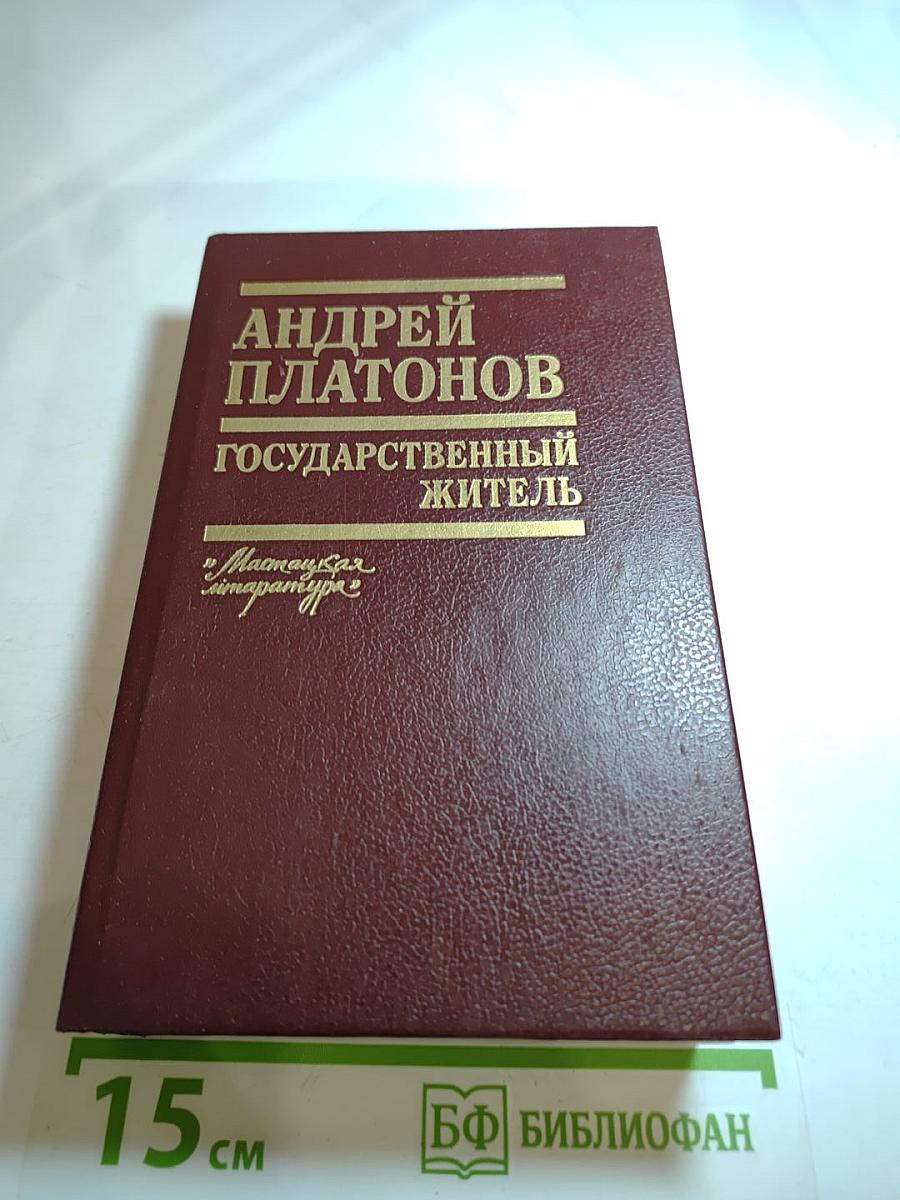 АНДРЕЙ
ПЛАТОНОВ
ГОСУДАРСТВЕННЫЙ
ЖИТЕЛЬ
"Мастацкая
літаратура"
15 см
БФ БИБЛИОФАН